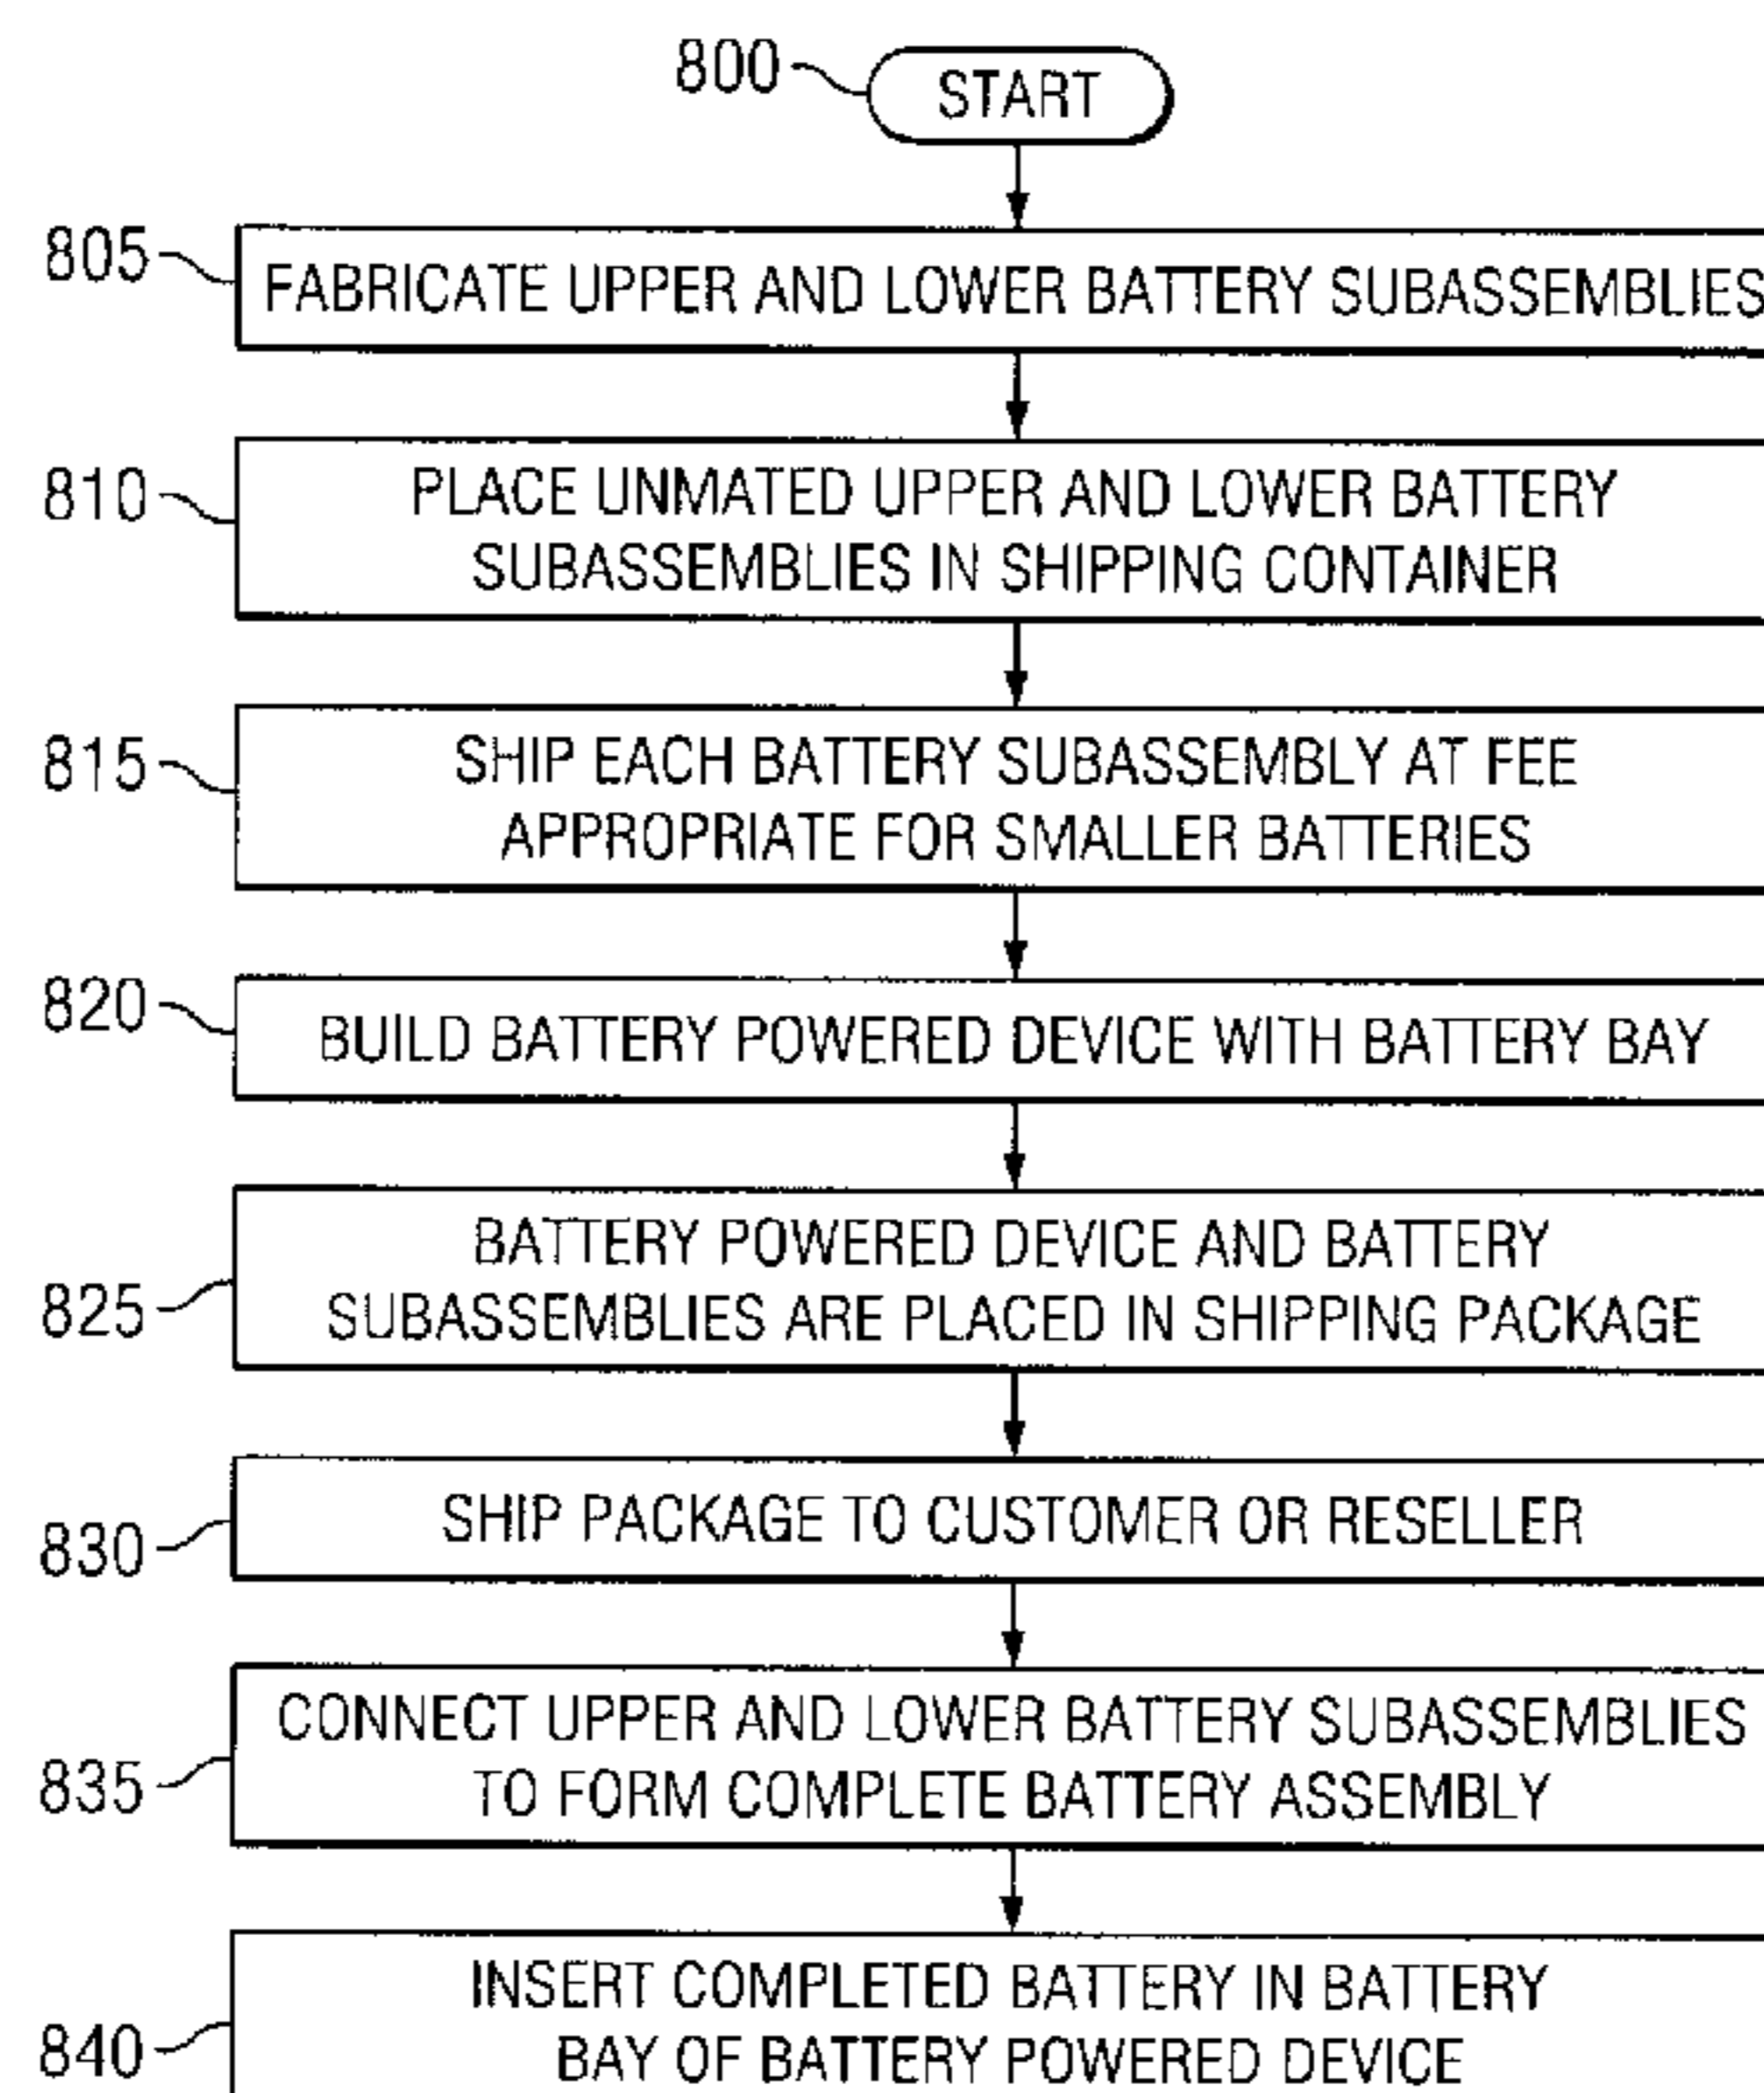 800
START
805
FABRICATE UPPER AND LOWER BATTERY SUBASSEMBLIES
810
PLACE UNMATED UPPER AND LOWER BATTERY
SUBASSEMBLIES IN SHIPPING CONTAINER
815
SHIP EACH BATTERY SUBASSEMBLY AT FEE
APPROPRIATE FOR SMALLER BATTERIES
820
BUILD BATTERY POWERED DEVICE WITH BATTERY BAY
825
BATTERY POWERED DEVICE AND BATTERY
SUBASSEMBLIES ARE PLACED IN SHIPPING PACKAGE
830
SHIP PACKAGE TO CUSTOMER OR RESELLER
835
CONNECT UPPER AND LOWER BATTERY SUBASSEMBLIES
TO FORM COMPLETE BATTERY ASSEMBLY
840
INSERT COMPLETED BATTERY IN BATTERY
BAY OF BATTERY POWERED DEVICE